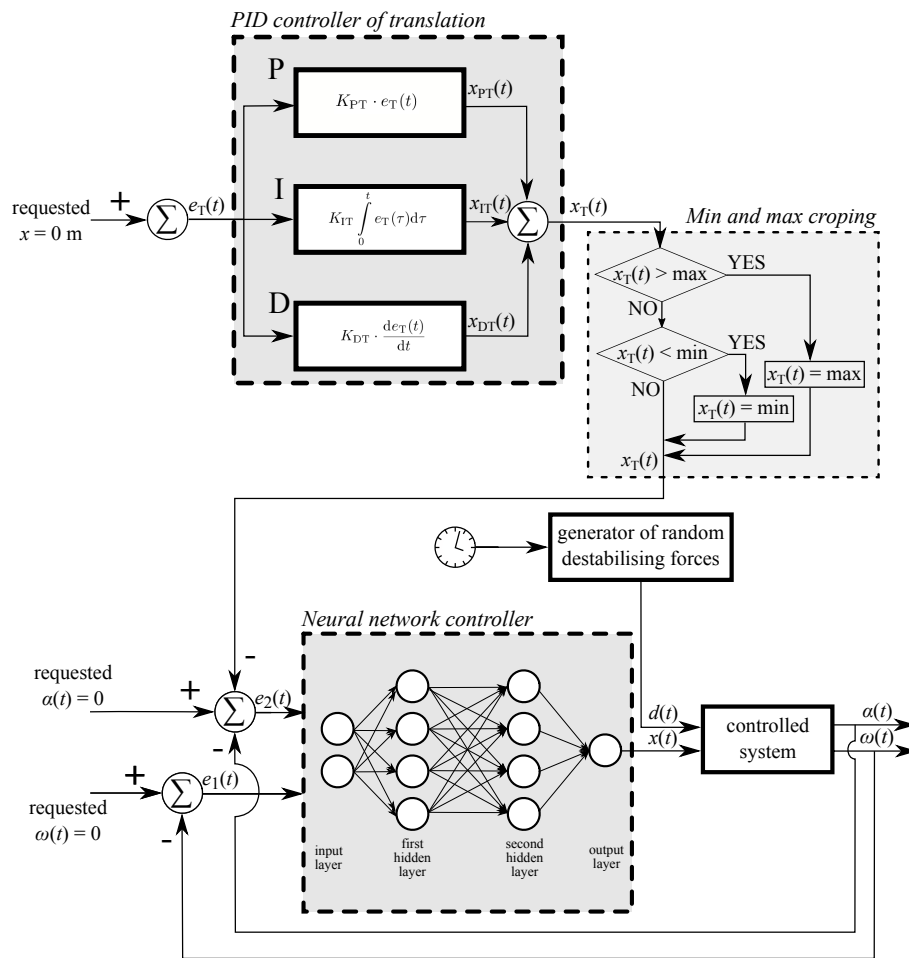 PID controller of translation
P
K_PT · e_T(t)
x_PT(t)
I
K_IT ∫_0^t e_T(τ)dτ
x_IT(t)
D
K_DT · de_T(t)/dt
x_DT(t)
requested
x = 0 m
+
∑
e_T(t)
∑
x_T(t)
Min and max croping
x_T(t) > max
YES
NO
x_T(t) < min
YES
NO
x_T(t) = max
x_T(t) = min
x_T(t)
generator of random
destabilising forces
Neural network controller
requested
α(t) = 0
+
-
∑
-
e_2(t)
requested
ω(t) = 0
+
∑
-
e_1(t)
input
layer
first
hidden
layer
second
hidden
layer
output
layer
d(t)
x(t)
controlled
system
α(t)
ω(t)